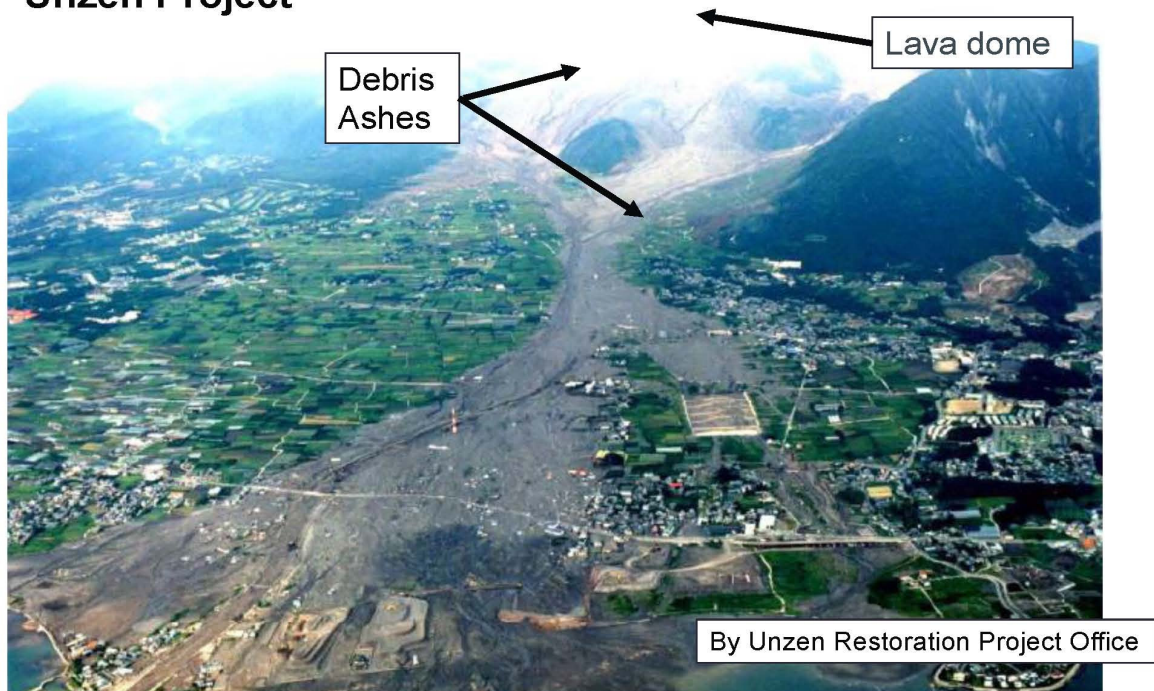 Unzen Project
Lava dome
Debris
Ashes
By Unzen Restoration Project Office